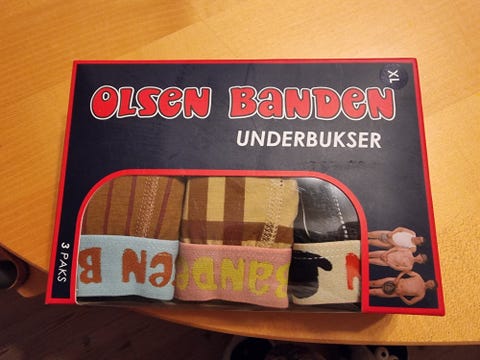 XL
OLSEN BANDEN
UNDERBUKSER
3 PAKS